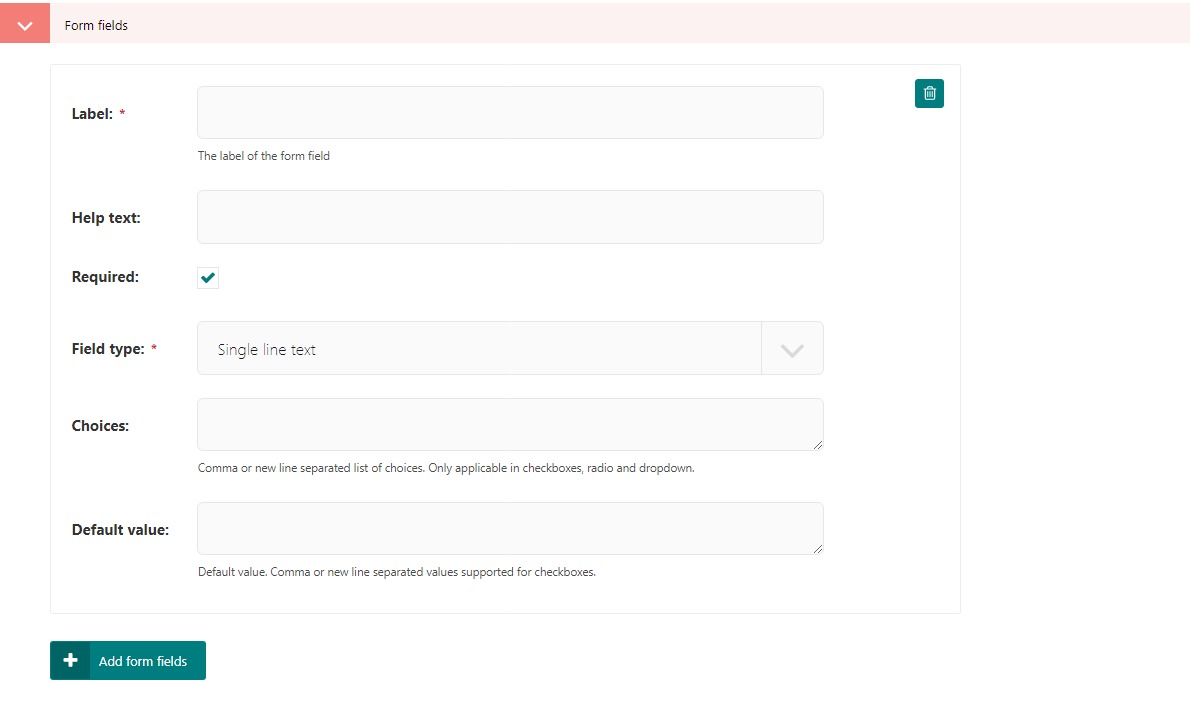 Form fields
Label: *
The label of the form field
Help text:
Required:
Field type: *
Single line text
Choices:
Comma or new line separated list of choices. Only applicable in checkboxes, radio and dropdown.
Default value:
Default value. Comma or new line separated values supported for checkboxes.
Add form fields